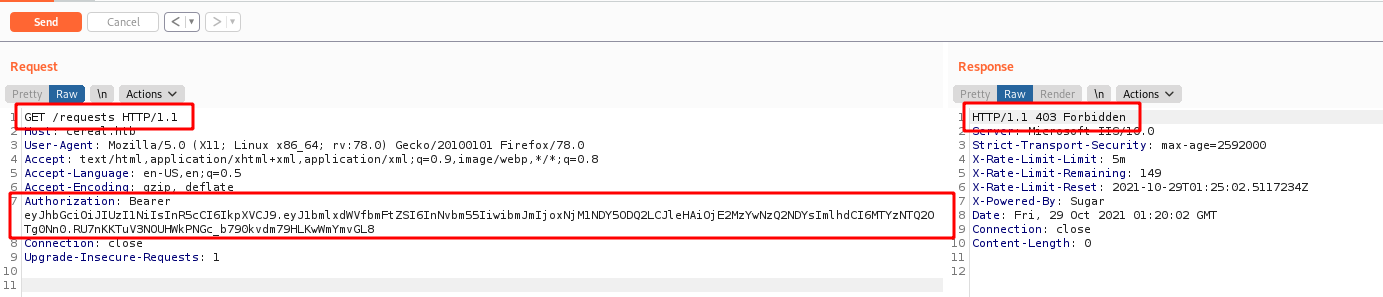 Send
Cancel
< | ▼
> | ▼
Request
Pretty Raw \n Actions
1 GET /requests HTTP/1.1
2 Host: cereal.htb
3 User-Agent: Mozilla/5.0 (X11; Linux x86_64; rv:78.0) Gecko/20100101 Firefox/78.0
4 Accept: text/html,application/xhtml+xml,application/xml;q=0.9,image/webp,*/*;q=0.8
5 Accept-Language: en-US,en;q=0.5
6 Accept-Encoding: gzip, deflate
7 Authorization: Bearer
eyJhbGciOiJIUzI1NiIsInR5cCI6IkpXVCJ9.eyJ1bmlxdWVfbmFtZSI6InNvbm55IiwibmJmIjoxNjM1NDY5ODQ2LCJleHAiOjE2MzYwNzQ2NDYsImlhdCI6MTYzNTQ2O
Tg0Nn0.RU7nKKTuV3NOUHWkPNGc_b790kvdm79HLKwWmYmvGL8
8 Connection: close
9 Upgrade-Insecure-Requests: 1
10
11
Response
Pretty Raw Render \n Actions
1 HTTP/1.1 403 Forbidden
2 Server: Microsoft-IIS/10.0
3 Strict-Transport-Security: max-age=2592000
4 X-Rate-Limit-Limit: 5m
5 X-Rate-Limit-Remaining: 149
6 X-Rate-Limit-Reset: 2021-10-29T01:25:02.5117234Z
7 X-Powered-By: Sugar
8 Date: Fri, 29 Oct 2021 01:20:02 GMT
9 Connection: close
10 Content-Length: 0
11
12